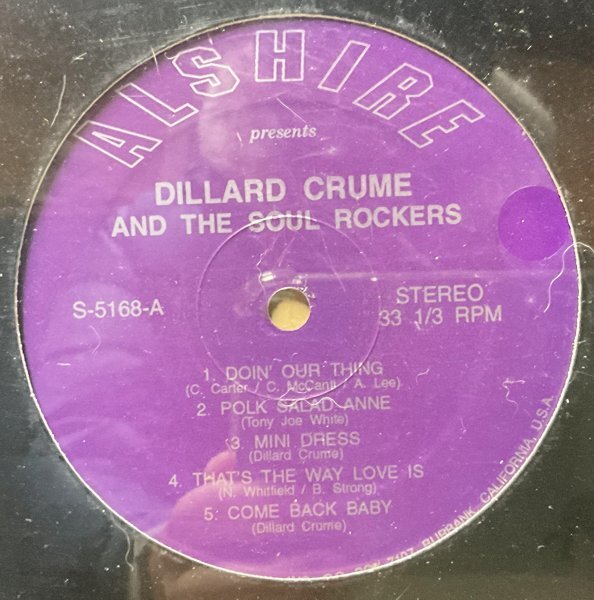 ALSHIRE
presents
DILLARD CRUME
AND THE SOUL ROCKERS
S-5168-A
STEREO
33 1/3 RPM
1. DOIN' OUR THING
(C. Carter / C. McCants / A. Lee)
2. POLK SALAD ANNE
(Tony Joe White)
3. MINI DRESS
(Dillard Crume)
4. THAT'S THE WAY LOVE IS
(N. Whitfield / B. Strong)
5. COME BACK BABY
(Dillard Crume)
BURBANK, CALIFORNIA, U.S.A.